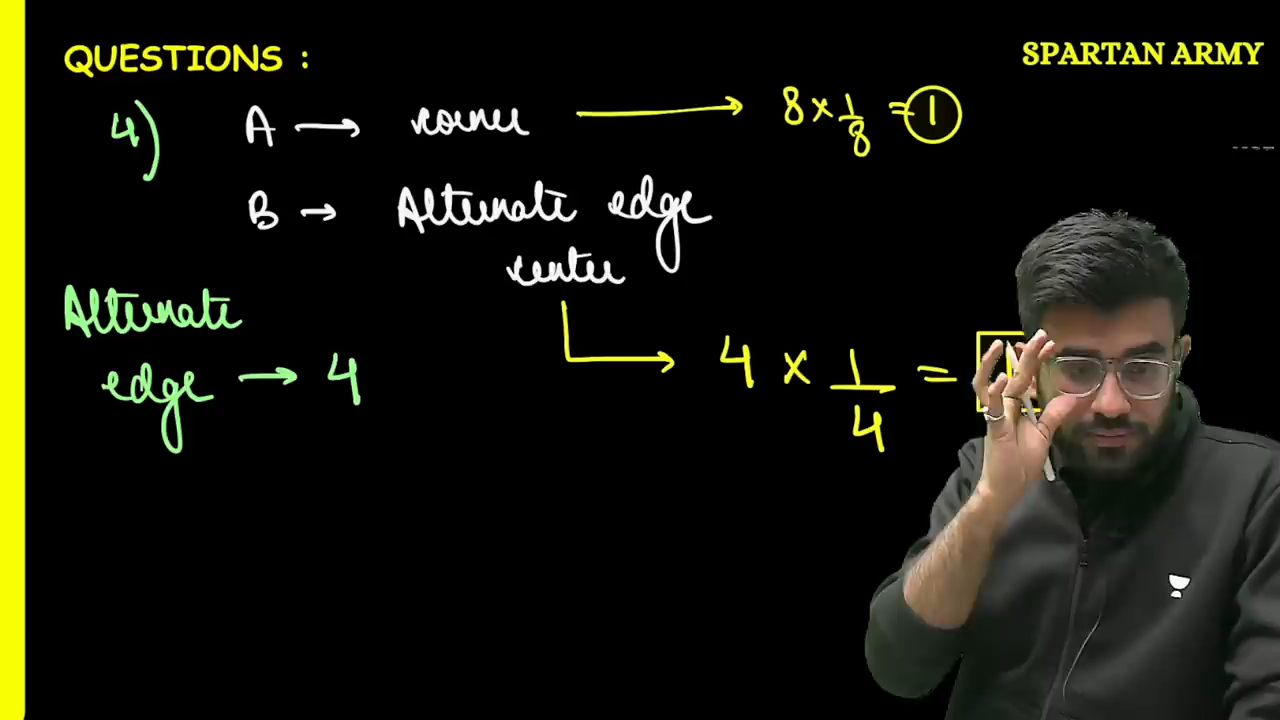 QUESTIONS :
SPARTAN ARMY
4) A → corner → 8 × 1/8 = 1
B → Alternate edge
center
Alternate
edge → 4
4 × 1/4 =